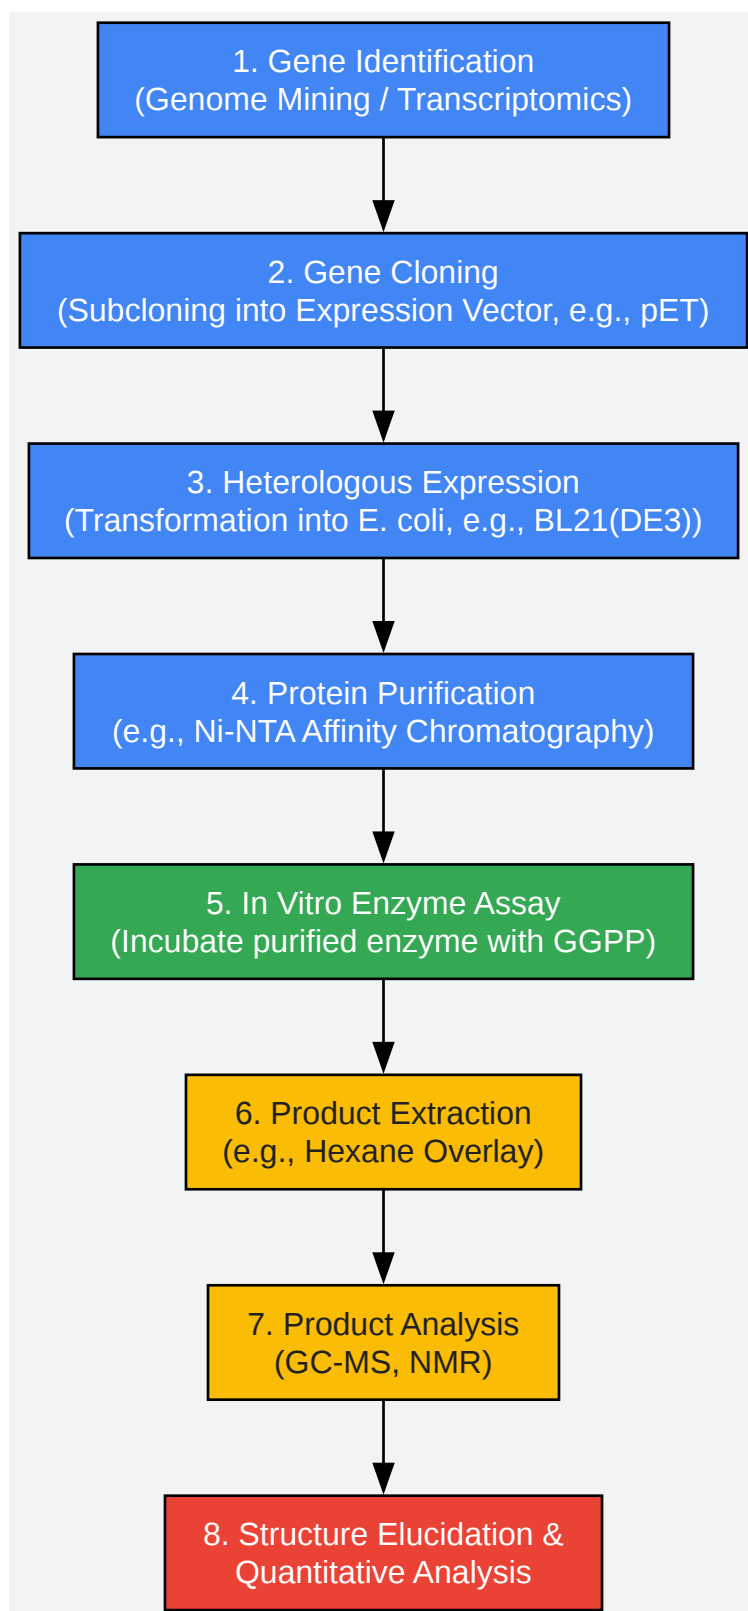 1. Gene Identification
(Genome Mining / Transcriptomics)
2. Gene Cloning
(Subcloning into Expression Vector, e.g., pET)
3. Heterologous Expression
(Transformation into E. coli, e.g., BL21(DE3))
4. Protein Purification
(e.g., Ni-NTA Affinity Chromatography)
5. In Vitro Enzyme Assay
(Incubate purified enzyme with GGPP)
6. Product Extraction
(e.g., Hexane Overlay)
7. Product Analysis
(GC-MS, NMR)
8. Structure Elucidation &
Quantitative Analysis